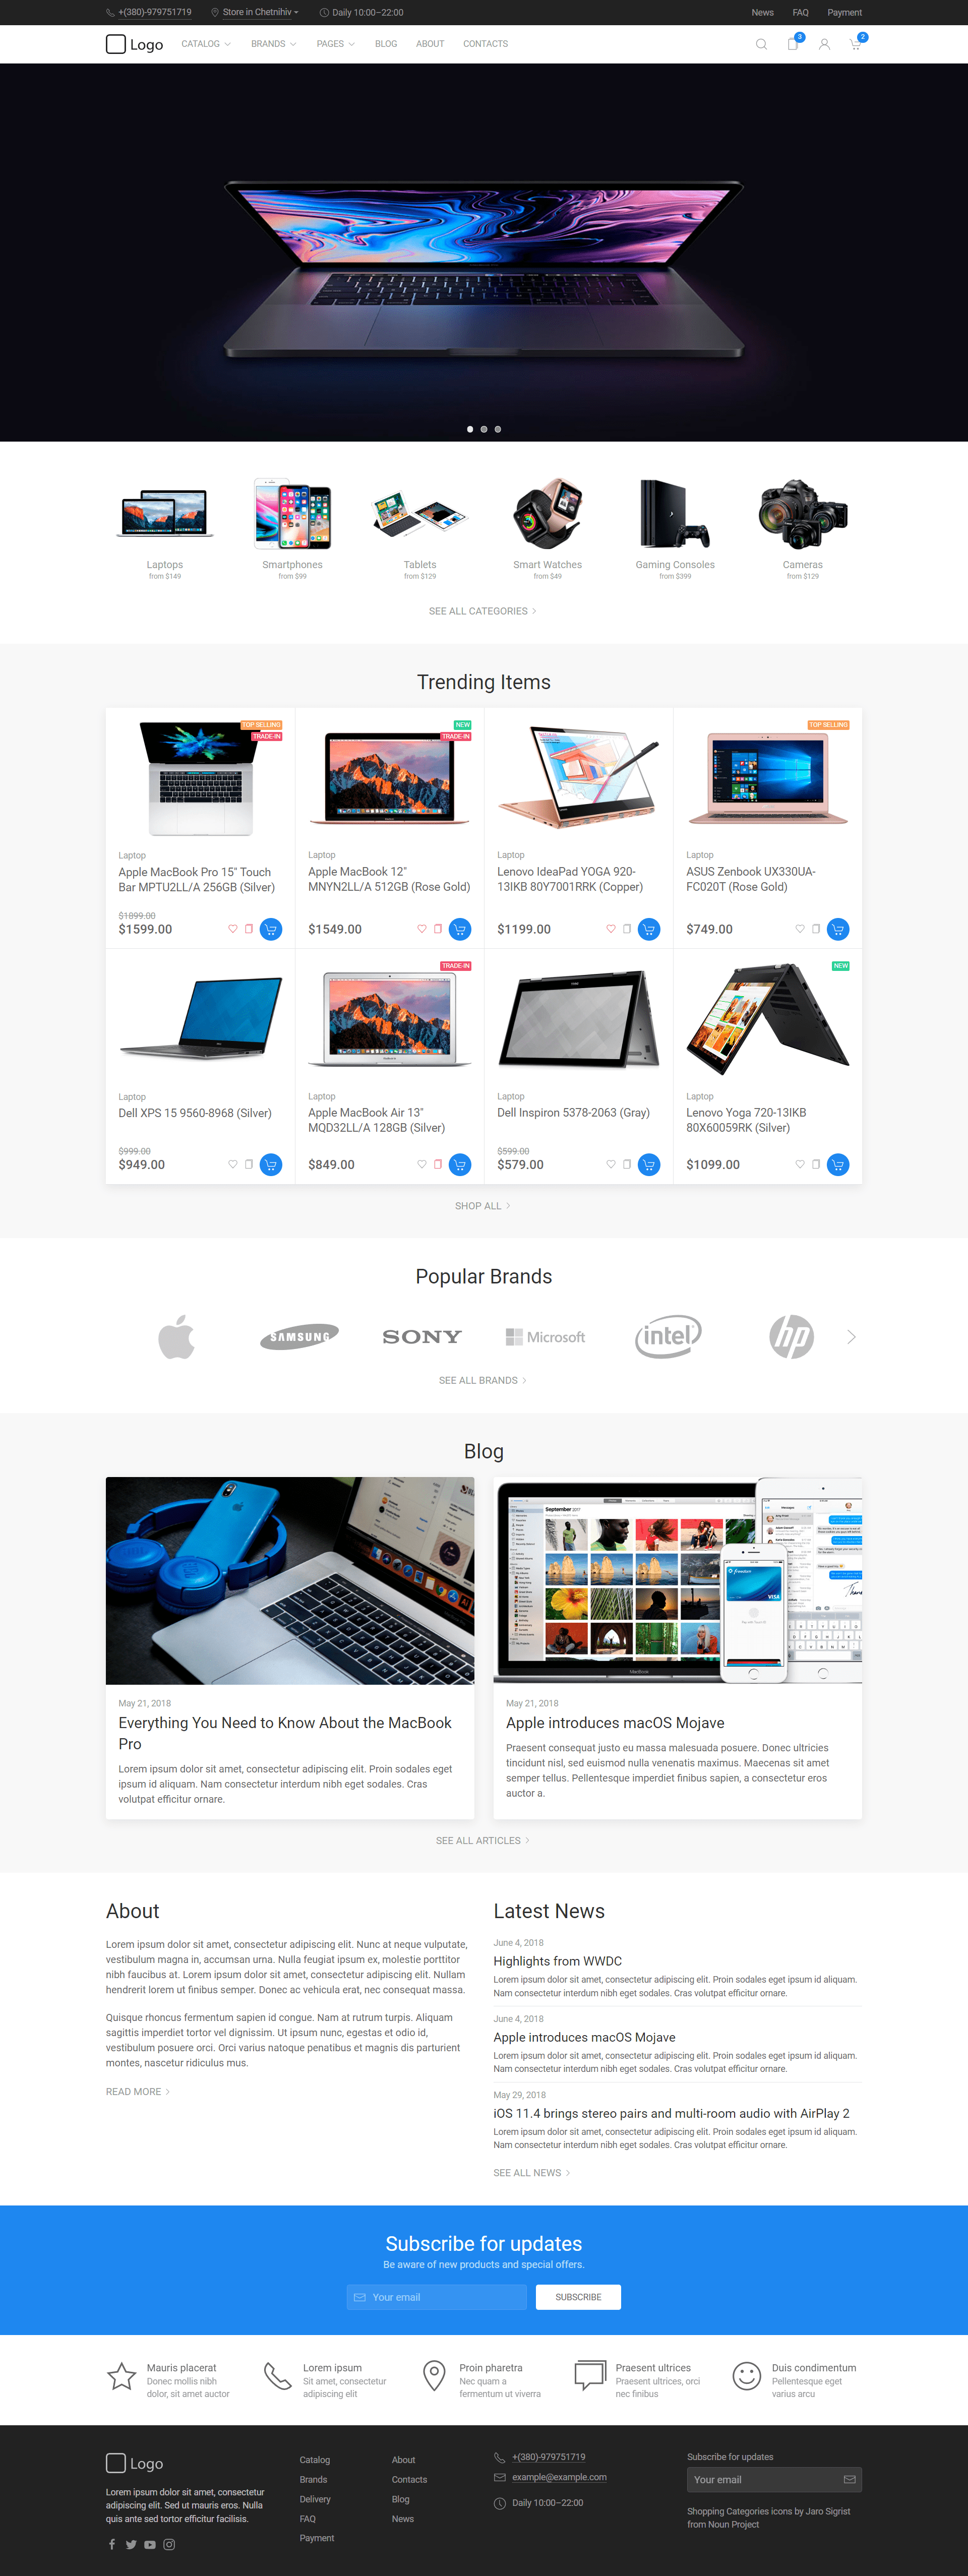 +(380)-979751719 Store in Chetnihiv Daily 10:00–22:00 News FAQ Payment
Logo CATALOG BRANDS PAGES BLOG ABOUT CONTACTS 3 2
Laptops
from $149
Smartphones
from $99
Tablets
from $129
Smart Watches
from $49
Gaming Consoles
from $399
Cameras
from $129
SEE ALL CATEGORIES
Trending Items
TOP SELLING
TRADE-IN
Laptop
Apple MacBook Pro 15" Touch
Bar MPTU2LL/A 256GB (Silver)
$1899.00
$1599.00
NEW
TRADE-IN
Laptop
Apple MacBook 12"
MNYN2LL/A 512GB (Rose Gold)
$1549.00
Laptop
Lenovo IdeaPad YOGA 920-
13IKB 80Y7001RRK (Copper)
$1199.00
TOP SELLING
Laptop
ASUS Zenbook UX330UA-
FC020T (Rose Gold)
$749.00
Laptop
Dell XPS 15 9560-8968 (Silver)
$999.00
$949.00
TRADE-IN
Laptop
Apple MacBook Air 13"
MQD32LL/A 128GB (Silver)
$849.00
Laptop
Dell Inspiron 5378-2063 (Gray)
$599.00
$579.00
NEW
Laptop
Lenovo Yoga 720-13IKB
80X60059RK (Silver)
$1099.00
SHOP ALL
Popular Brands
SAMSUNG SONY Microsoft intel hp
SEE ALL BRANDS
Blog
September 2017
VISA
MacBook
May 21, 2018
Everything You Need to Know About the MacBook
Pro
Lorem ipsum dolor sit amet, consectetur adipiscing elit. Proin sodales eget
ipsum id aliquam. Nam consectetur interdum nibh eget sodales. Cras
volutpat efficitur ornare.
May 21, 2018
Apple introduces macOS Mojave
Praesent consequat justo eu massa malesuada posuere. Donec ultricies
tincidunt nisl, sed euismod nulla venenatis maximus. Maecenas sit amet
semper tellus. Pellentesque imperdiet finibus sapien, a consectetur eros
auctor a.
SEE ALL ARTICLES
About
Lorem ipsum dolor sit amet, consectetur adipiscing elit. Nunc at neque vulputate,
vestibulum magna in, accumsan urna. Nulla feugiat ipsum ex, molestie porttitor
nibh faucibus at. Lorem ipsum dolor sit amet, consectetur adipiscing elit. Nullam
hendrerit lorem ut finibus semper. Donec ac vehicula erat, nec consequat massa.
Quisque rhoncus fermentum sapien id congue. Nam at rutrum turpis. Aliquam
sagittis imperdiet tortor vel dignissim. Ut ipsum nunc, egestas et odio id,
vestibulum posuere orci. Orci varius natoque penatibus et magnis dis parturient
montes, nascetur ridiculus mus.
READ MORE
Latest News
June 4, 2018
Highlights from WWDC
Lorem ipsum dolor sit amet, consectetur adipiscing elit. Proin sodales eget ipsum id aliquam.
Nam consectetur interdum nibh eget sodales. Cras volutpat efficitur ornare.
June 4, 2018
Apple introduces macOS Mojave
Lorem ipsum dolor sit amet, consectetur adipiscing elit. Proin sodales eget ipsum id aliquam.
Nam consectetur interdum nibh eget sodales. Cras volutpat efficitur ornare.
May 29, 2018
iOS 11.4 brings stereo pairs and multi-room audio with AirPlay 2
Lorem ipsum dolor sit amet, consectetur adipiscing elit. Proin sodales eget ipsum id aliquam.
Nam consectetur interdum nibh eget sodales. Cras volutpat efficitur ornare.
SEE ALL NEWS
Subscribe for updates
Be aware of new products and special offers.
Your email SUBSCRIBE
Mauris placerat
Donec mollis nibh
dolor, sit amet auctor
Lorem ipsum
Sit amet, consectetur
adipiscing elit
Proin pharetra
Nec quam a
fermentum ut viverra
Praesent ultrices
Praesent ultrices, orci
nec finibus
Duis condimentum
Pellentesque eget
varius arcu
Logo
Lorem ipsum dolor sit amet, consectetur
adipiscing elit. Sed ut mauris eros. Nulla
quis ante sed tortor efficitur facilisis.
Catalog
Brands
Delivery
FAQ
Payment
About
Contacts
Blog
News
+(380)-979751719
example@example.com
Daily 10:00–22:00
Subscribe for updates
Your email
Shopping Categories icons by Jaro Sigrist
from Noun Project